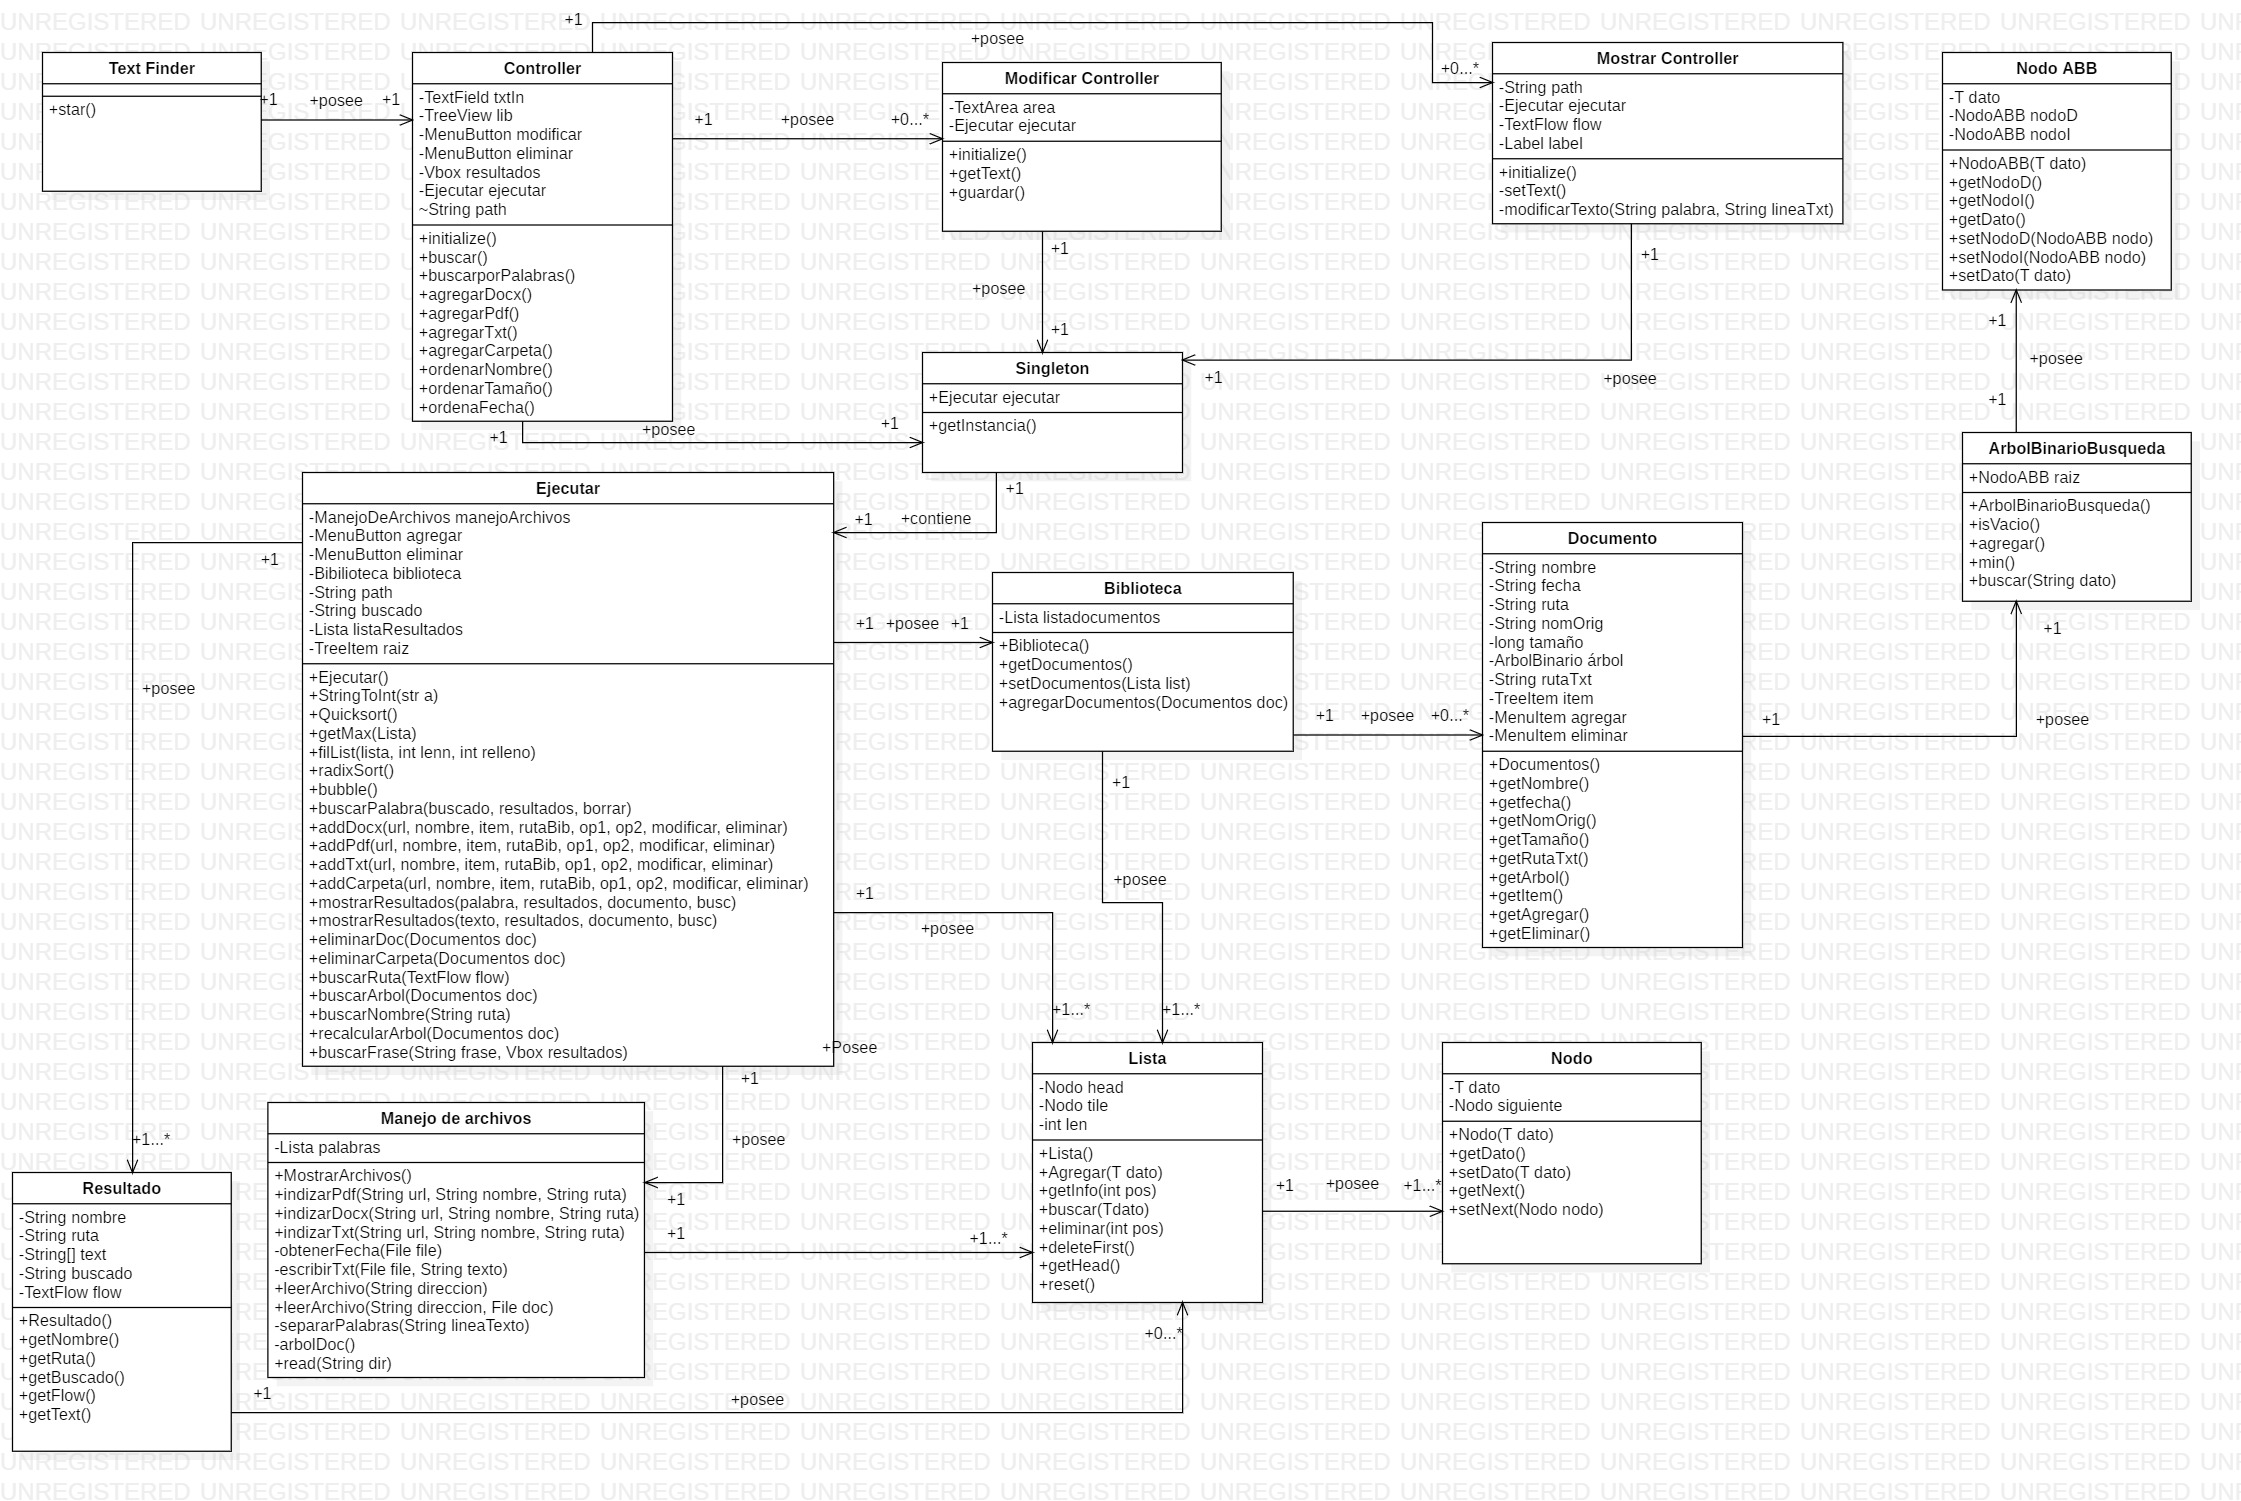 Text Finder
+star()
+1
+posee
+1
Controller
-TextField txtIn
-TreeView lib
-MenuButton modificar
-MenuButton eliminar
-Vbox resultados
-Ejecutar ejecutar
~String path
+initialize()
+buscar()
+buscarporPalabras()
+agregarDocx()
+agregarPdf()
+agregarTxt()
+agregarCarpeta()
+ordenarNombre()
+ordenarTamaño()
+ordenaFecha()
+1
+posee
+0...*
+1
+posee
+0...*
Modificar Controller
-TextArea area
-Ejecutar ejecutar
+initialize()
+getText()
+guardar()
+1
+posee
+1
Mostrar Controller
-String path
-Ejecutar ejecutar
-TextFlow flow
-Label label
+initialize()
-setText()
-modificarTexto(String palabra, String lineaTxt)
+1
+posee
+1
Nodo ABB
-T dato
-NodoABB nodoD
-NodoABB nodoI
+NodoABB(T dato)
+getNodoD()
+getNodoI()
+getDato()
+setNodoD(NodoABB nodo)
+setNodoI(NodoABB nodo)
+setDato(T dato)
+1
+posee
+1
Singleton
+Ejecutar ejecutar
+getInstancia()
+1
+posee
+1
+1
+contiene
+1
ArbolBinarioBusqueda
+NodoABB raiz
+ArbolBinarioBusqueda()
+isVacio()
+agregar()
+min()
+buscar(String dato)
+1
+posee
+1
Ejecutar
-ManejoDeArchivos manejoArchivos
-MenuButton agregar
-MenuButton eliminar
-Bibilioteca biblioteca
-String path
-String buscado
-Lista listaResultados
-TreeItem raiz
+Ejecutar()
+StringToInt(str a)
+Quicksort()
+getMax(Lista)
+filList(lista, int lenn, int relleno)
+radixSort()
+bubble()
+buscarPalabra(buscado, resultados, borrar)
+addDocx(url, nombre, item, rutaBib, op1, op2, modificar, eliminar)
+addPdf(url, nombre, item, rutaBib, op1, op2, modificar, eliminar)
+addTxt(url, nombre, item, rutaBib, op1, op2, modificar, eliminar)
+addCarpeta(url, nombre, item, rutaBib, op1, op2, modificar, eliminar)
+mostrarResultados(palabra, resultados, documento, busc)
+mostrarResultados(texto, resultados, documento, busc)
+eliminarDoc(Documentos doc)
+eliminarCarpeta(Documentos doc)
+buscarRuta(TextFlow flow)
+buscarArbol(Documentos doc)
+buscarNombre(String ruta)
+recalcularArbol(Documentos doc)
+buscarFrase(String frase, Vbox resultados)
+1
+posee
+1...*
+1
+posee
+1
Biblioteca
-Lista listadocumentos
+Biblioteca()
+getDocumentos()
+setDocumentos(Lista list)
+agregarDocumentos(Documentos doc)
+1
+posee
+0...*
Documento
-String nombre
-String fecha
-String ruta
-String nomOrig
-long tamaño
-ArbolBinario árbol
-String rutaTxt
-TreeItem item
-MenuItem agregar
-MenuItem eliminar
+Documentos()
+getNombre()
+getfecha()
+getNomOrig()
+getTamaño()
+getRutaTxt()
+getArbol()
+getItem()
+getAgregar()
+getEliminar()
+1
+posee
+1...*
+1
+posee
+1...*
+Posee
+1
+posee
+1
Manejo de archivos
-Lista palabras
+MostrarArchivos()
+indizarPdf(String url, String nombre, String ruta)
+indizarDocx(String url, String nombre, String ruta)
+indizarTxt(String url, String nombre, String ruta)
-obtenerFecha(File file)
-escribirTxt(File file, String texto)
+leerArchivo(String direccion)
+leerArchivo(String direccion, File doc)
-separarPalabras(String lineaTexto)
-arbolDoc()
+read(String dir)
+1
+1...*
Lista
-Nodo head
-Nodo tile
-int len
+Lista()
+Agregar(T dato)
+getInfo(int pos)
+buscar(Tdato)
+eliminar(int pos)
+deleteFirst()
+getHead()
+reset()
+1
+posee
+1...*
Nodo
-T dato
-Nodo siguiente
+Nodo(T dato)
+getDato()
+setDato(T dato)
+getNext()
+setNext(Nodo nodo)
Resultado
-String nombre
-String ruta
-String[] text
-String buscado
-TextFlow flow
+Resultado()
+getNombre()
+getRuta()
+getBuscado()
+getFlow()
+getText()
+1
+posee
+0...*
UNREGISTERED